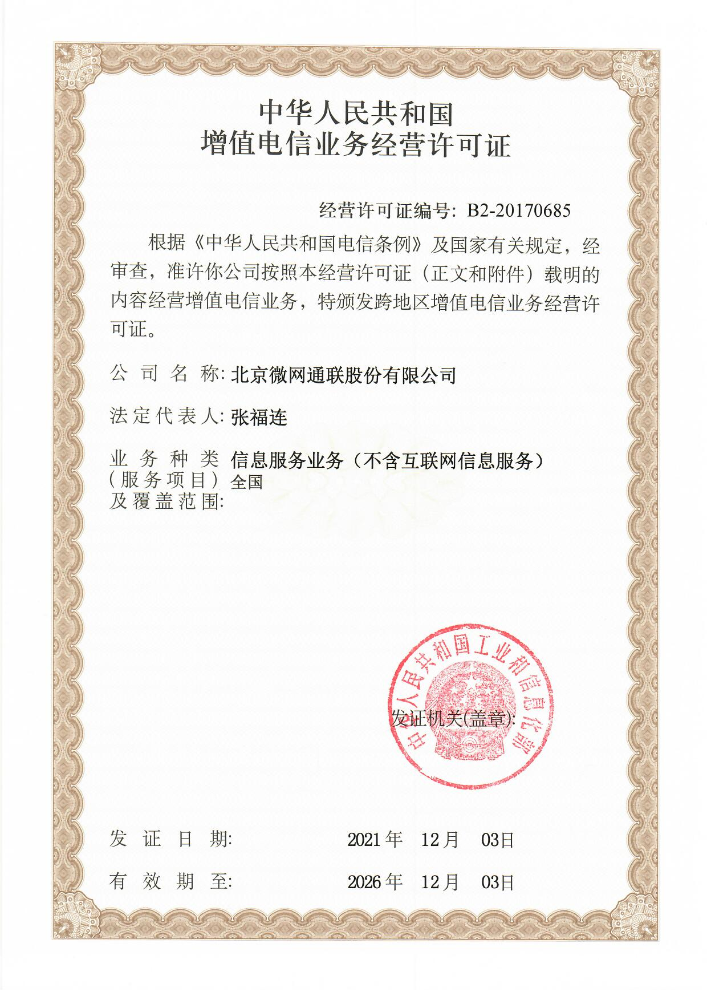 中华人民共和国
增值电信业务经营许可证
经营许可证编号: B2-20170685
根据《中华人民共和国电信条例》及国家有关规定，经
审查，准许你公司按照本经营许可证（正文和附件）载明的
内容经营增值电信业务，特颁发跨地区增值电信业务经营许
可证。
公司名称: 北京微网通联股份有限公司
法定代表人: 张福连
业务种类 信息服务业务（不含互联网信息服务）
(服务项目) 全国
及覆盖范围:
中华人民共和国工业和信息化部
发证机关(盖章):
发证日期: 2021年 12月 03日
有效期至: 2026年 12月 03日